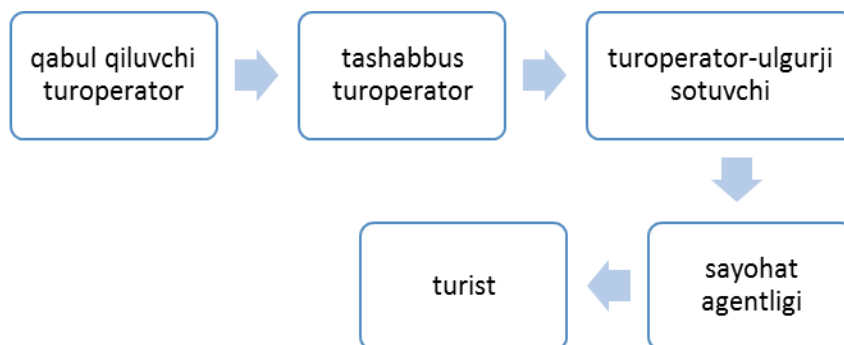 qabul qiluvchi
turoperator
tashabbus
turoperator
turoperator-ulgurji
sotuvchi
sayohat
agentligi
turist